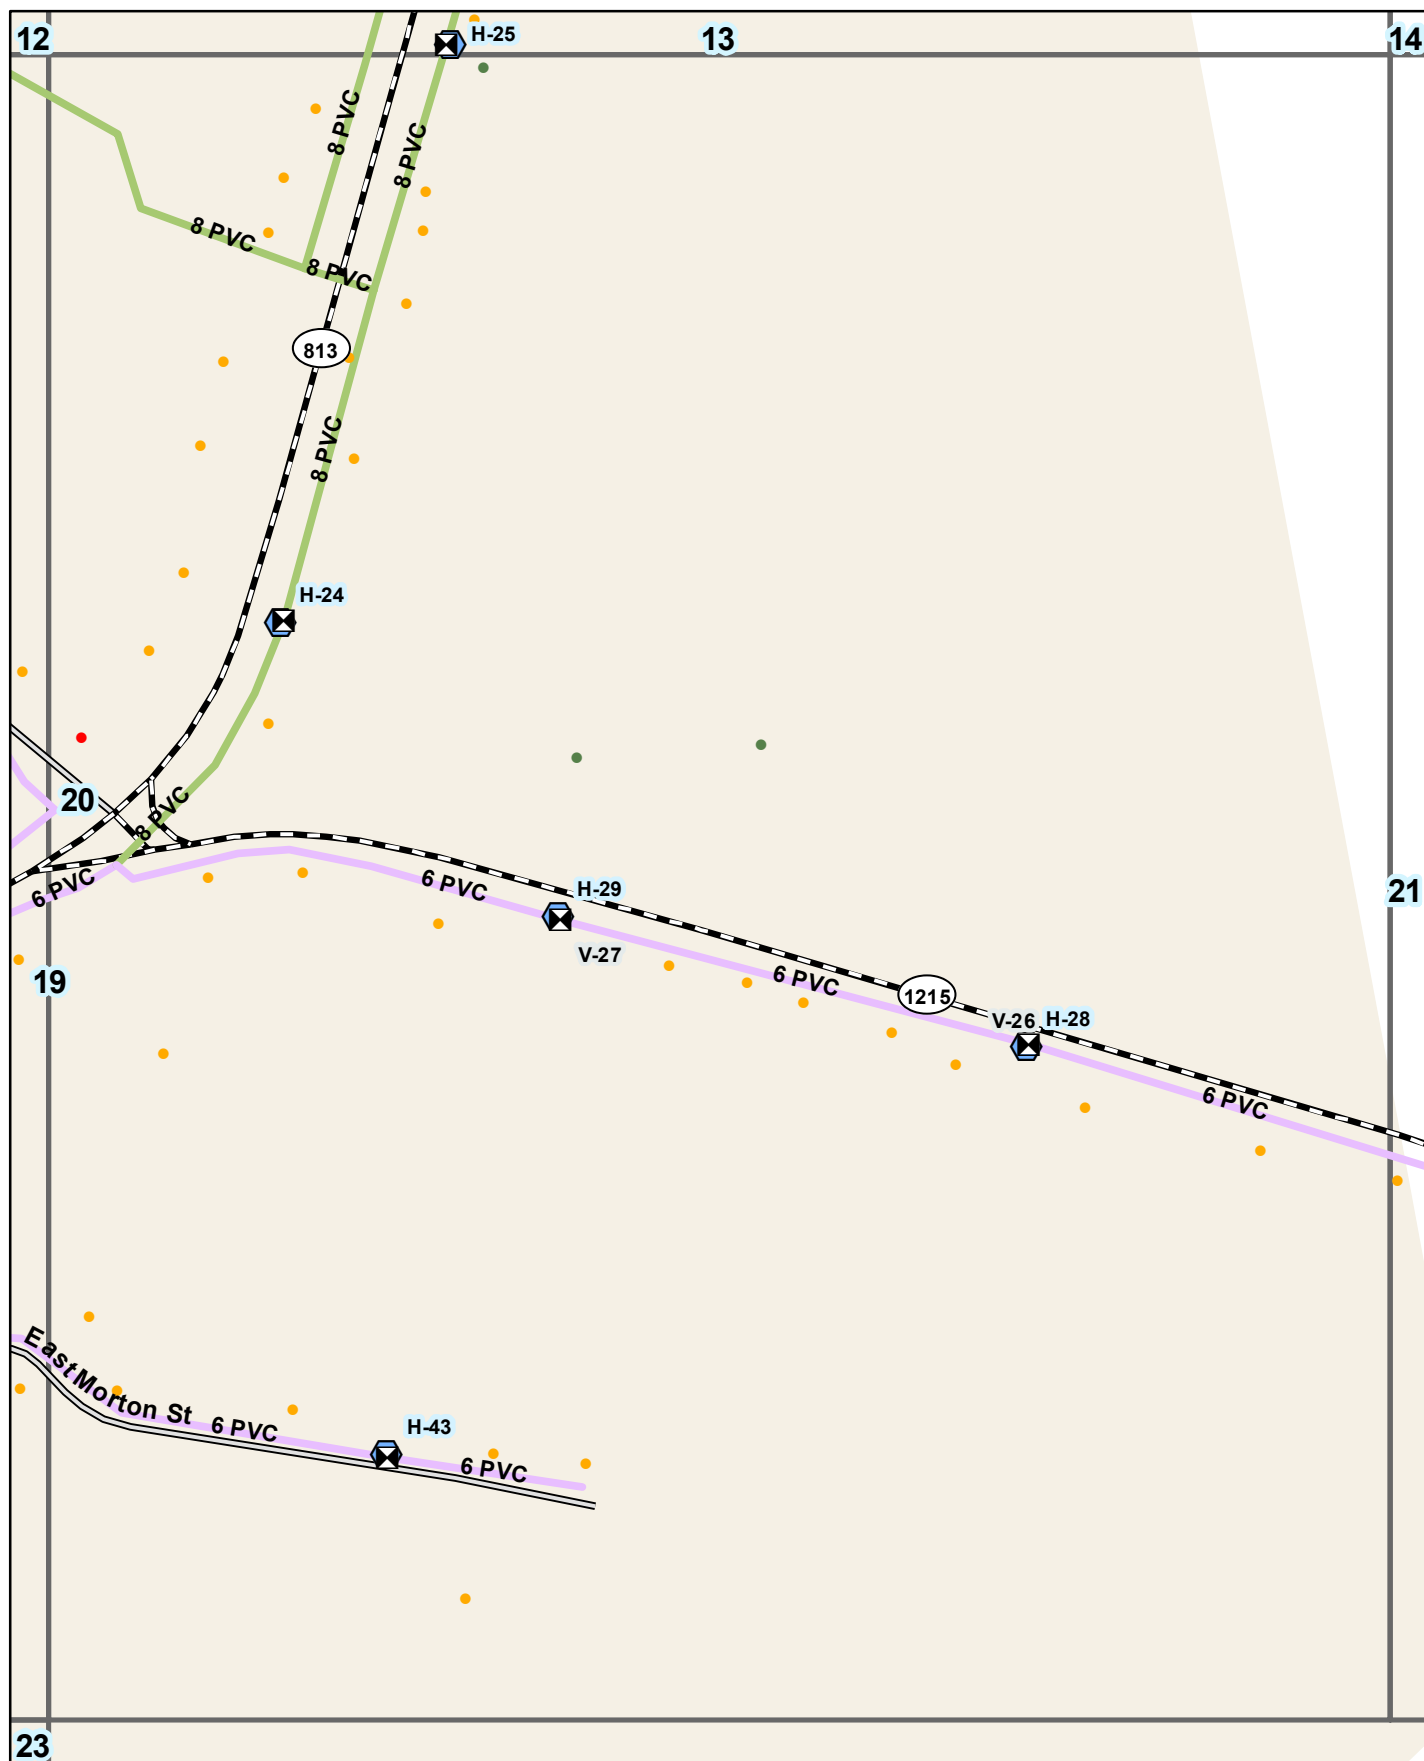 12
H-25
13
14
8 PVC
8 PVC
8 PVC
8 PVC
813
8 PVC
H-24
20
8 PVC
6 PVC
6 PVC
H-29
21
V-27
19
6 PVC
1215
V-26
H-28
6 PVC
East Morton St
6 PVC
H-43
6 PVC
23